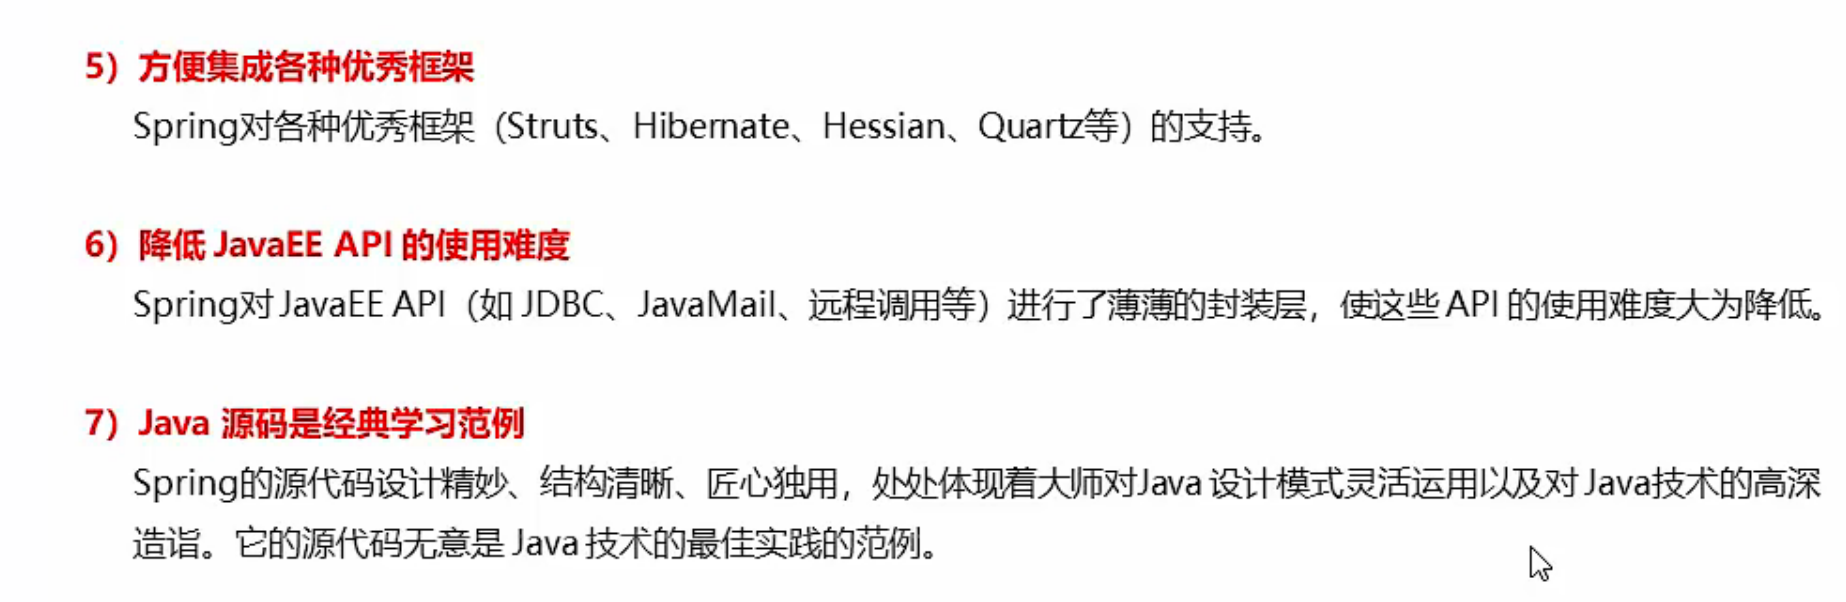 5）方便集成各种优秀框架
Spring对各种优秀框架（Struts、Hibernate、Hessian、Quartz等）的支持。
6）降低 JavaEE API 的使用难度
Spring对 JavaEE API（如 JDBC、JavaMail、远程调用等）进行了薄薄的封装层，使这些 API 的使用难度大为降低。
7）Java 源码是经典学习范例
Spring的源代码设计精妙、结构清晰、匠心独用，处处体现着大师对Java 设计模式灵活运用以及对 Java技术的高深
造诣。它的源代码无意是 Java 技术的最佳实践的范例。